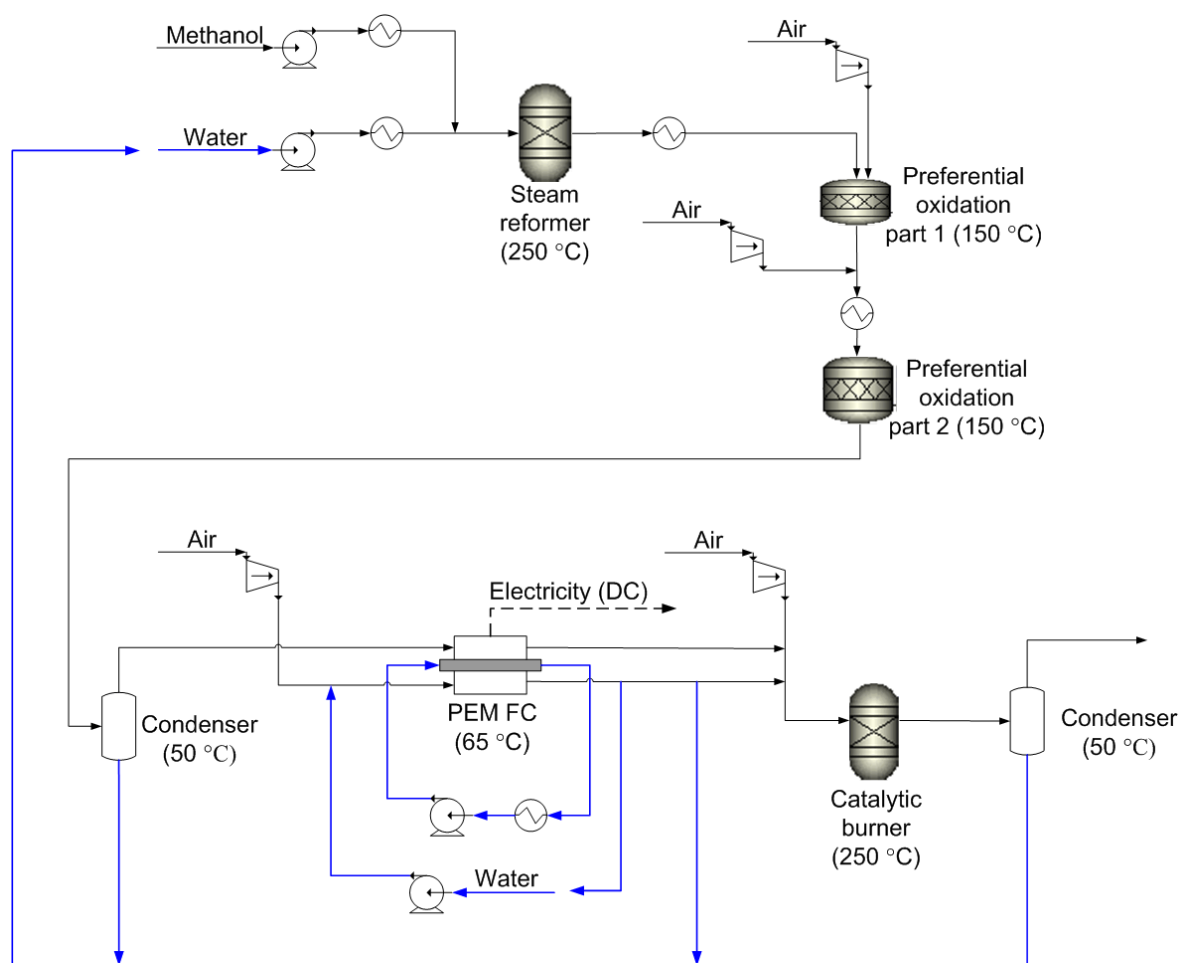 Methanol
Air
Water
Steam
reformer
(250 °C)
Preferential
oxidation
part 1 (150 °C)
Air
Preferential
oxidation
part 2 (150 °C)
Air
Air
Electricity (DC)
PEM FC
(65 °C)
Condenser
(50 °C)
Condenser
(50 °C)
Catalytic
burner
(250 °C)
Water